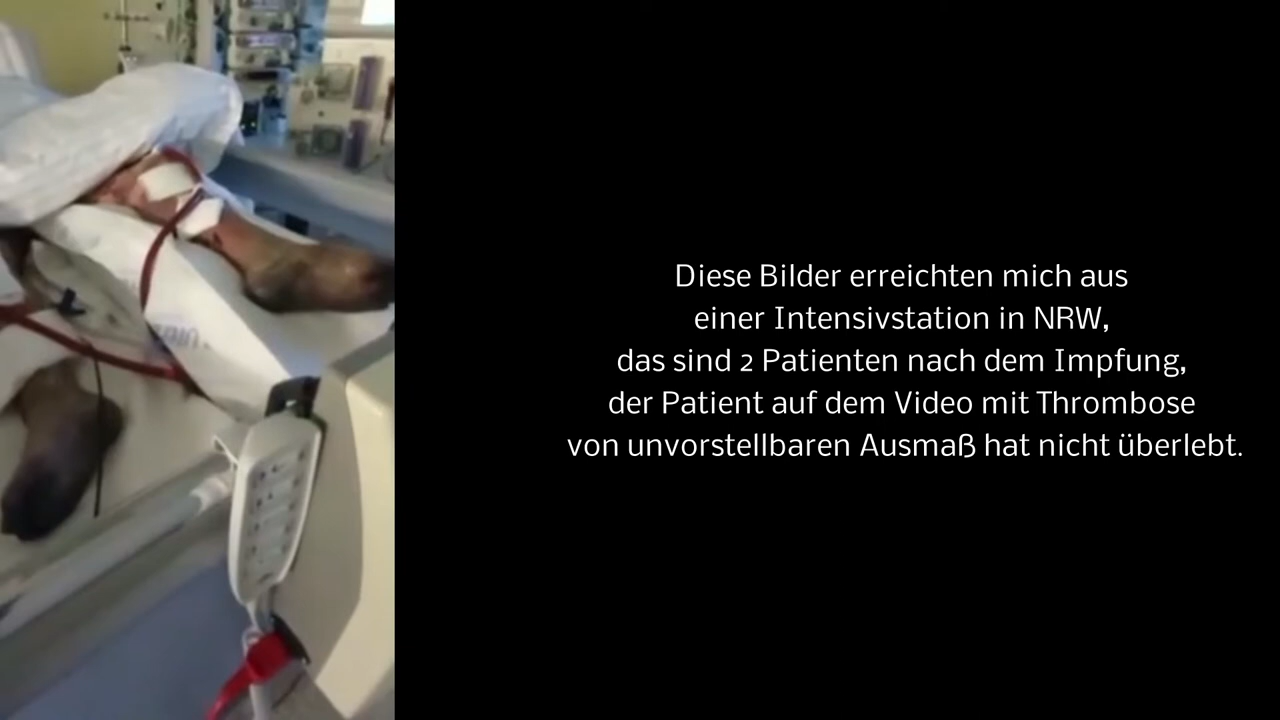 Diese Bilder erreichten mich aus
einer Intensivstation in NRW,
das sind 2 Patienten nach dem Impfung,
der Patient auf dem Video mit Thrombose
von unvorstellbaren Ausmaß hat nicht überlebt.